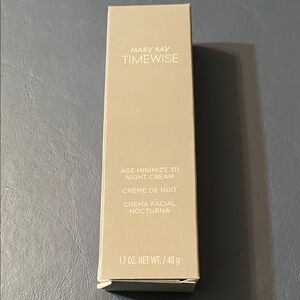 MARY KAY
TIMEWISE
AGE MINIMIZE 3D
NIGHT CREAM
CRÈME DE NUIT
CREMA FACIAL
NOCTURNA
1.7 OZ. NET WT. / 48 g